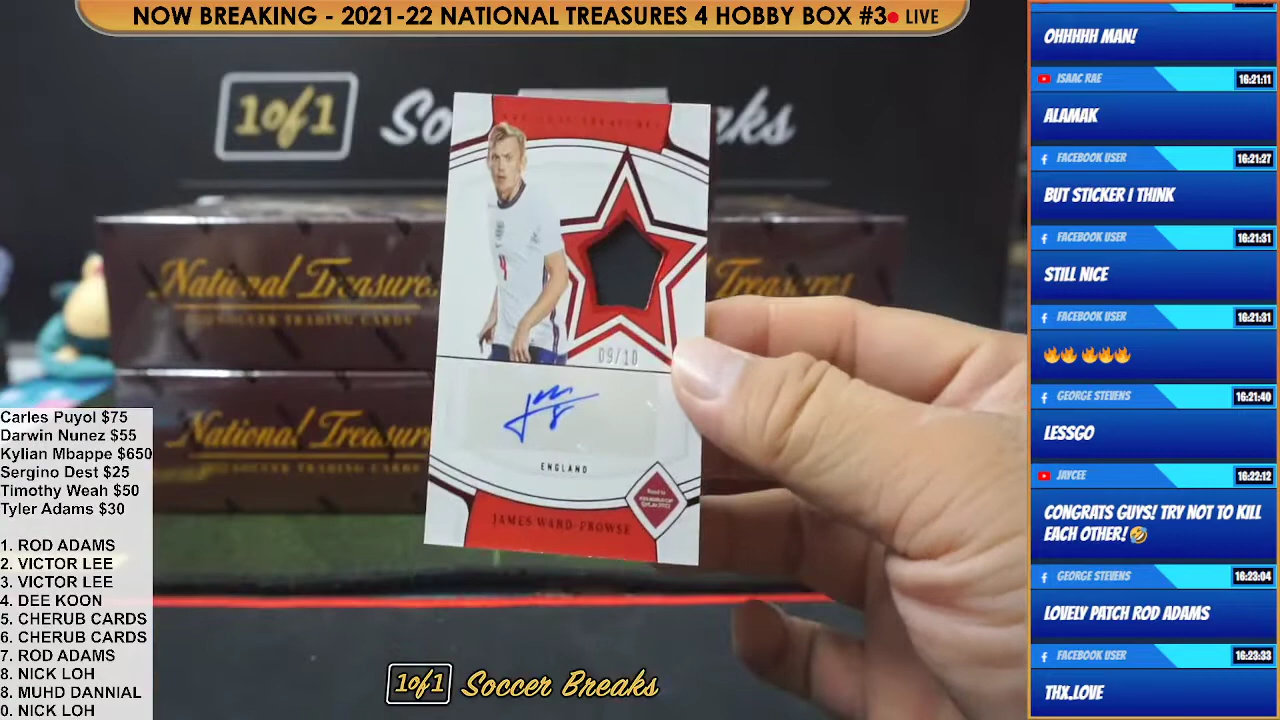 NOW BREAKING - 2021-22 NATIONAL TREASURES 4 HOBBY BOX #3 LIVE
1of1 Soccer Breaks
National Treasures
SOCCER TRADING CARDS
National Treasures
Treasures
09/10
ENGLAND
JAMES WARD-PROWSE
Carles Puyol $75
Darwin Nunez $55
Kylian Mbappe $650
Sergino Dest $25
Timothy Weah $50
Tyler Adams $30
1. ROD ADAMS
2. VICTOR LEE
3. VICTOR LEE
4. DEE KOON
5. CHERUB CARDS
6. CHERUB CARDS
7. ROD ADAMS
8. NICK LOH
8. MUHD DANNIAL
0. NICK LOH
OHHHHH MAN!
ISAAC RAE 16:21:11
ALAMAK
FACEBOOK USER 16:21:27
BUT STICKER I THINK
FACEBOOK USER 16:21:31
STILL NICE
FACEBOOK USER 16:21:31
🔥🔥 🔥🔥🔥
GEORGE STEVENS 16:21:40
LESSGO
JAYCEE 16:22:12
CONGRATS GUYS! TRY NOT TO KILL
EACH OTHER! 🤣
GEORGE STEVENS 16:23:04
LOVELY PATCH ROD ADAMS
FACEBOOK USER 16:23:33
THX.LOVE
1of1 Soccer Breaks